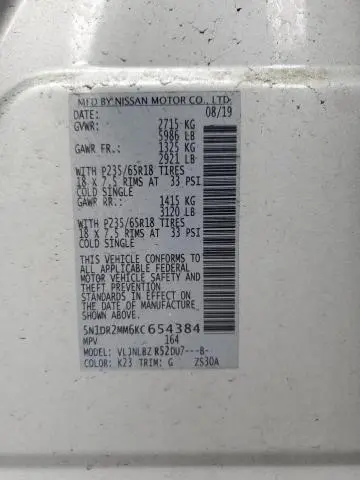 MFD BY NISSAN MOTOR CO., LTD.
DATE: 08/19
GVWR: 2715 KG
5986 LB
GAWR FR.: 1325 KG
2921 LB
WITH P235/65R18 TIRES
18 X 7.5 RIMS AT 33 PSI
COLD SINGLE
GAWR RR.: 1415 KG
3120 LB
WITH P235/65R18 TIRES
18 X 7.5 RIMS AT 33 PSI
COLD SINGLE
THIS VEHICLE CONFORMS TO
ALL APPLICABLE FEDERAL
MOTOR VEHICLE SAFETY
AND THEFT PREVENTION
STANDARDS IN EFFECT ON
THE DATE OF MANUFACTURE
SHOWN ABOVE.
5N1DR2MM6KC654384
MPV 164
MODEL: VLJNLBZ R52DU7---B-
COLOR: K23 TRIM: G ZS30A